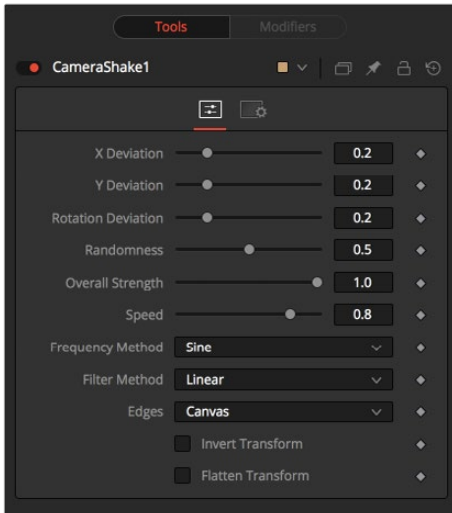 Tools Modifiers
CameraShake1
X Deviation 0.2
Y Deviation 0.2
Rotation Deviation 0.2
Randomness 0.5
Overall Strength 1.0
Speed 0.8
Frequency Method Sine
Filter Method Linear
Edges Canvas
Invert Transform
Flatten Transform